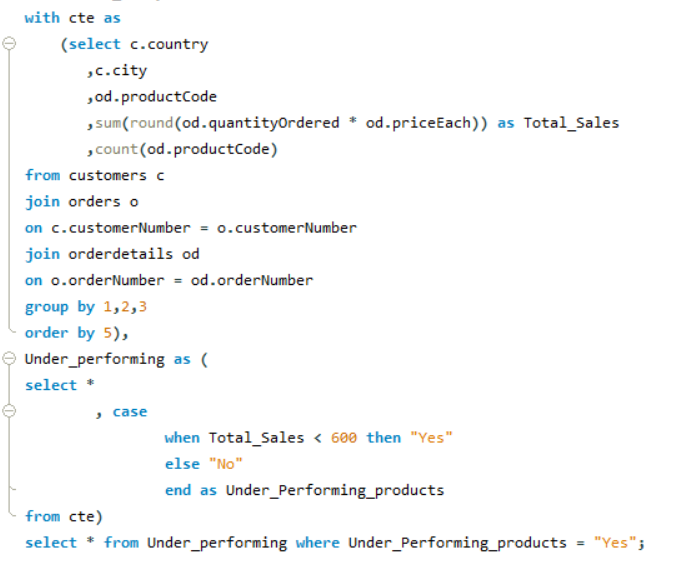 with cte as
(select c.country
,c.city
,od.productCode
,sum(round(od.quantityOrdered * od.priceEach)) as Total_Sales
,count(od.productCode)
from customers c
join orders o
on c.customerNumber = o.customerNumber
join orderdetails od
on o.orderNumber = od.orderNumber
group by 1,2,3
order by 5),
Under_performing as (
select *
, case
when Total_Sales < 600 then "Yes"
else "No"
end as Under_Performing_products
from cte)
select * from Under_performing where Under_Performing_products = "Yes";